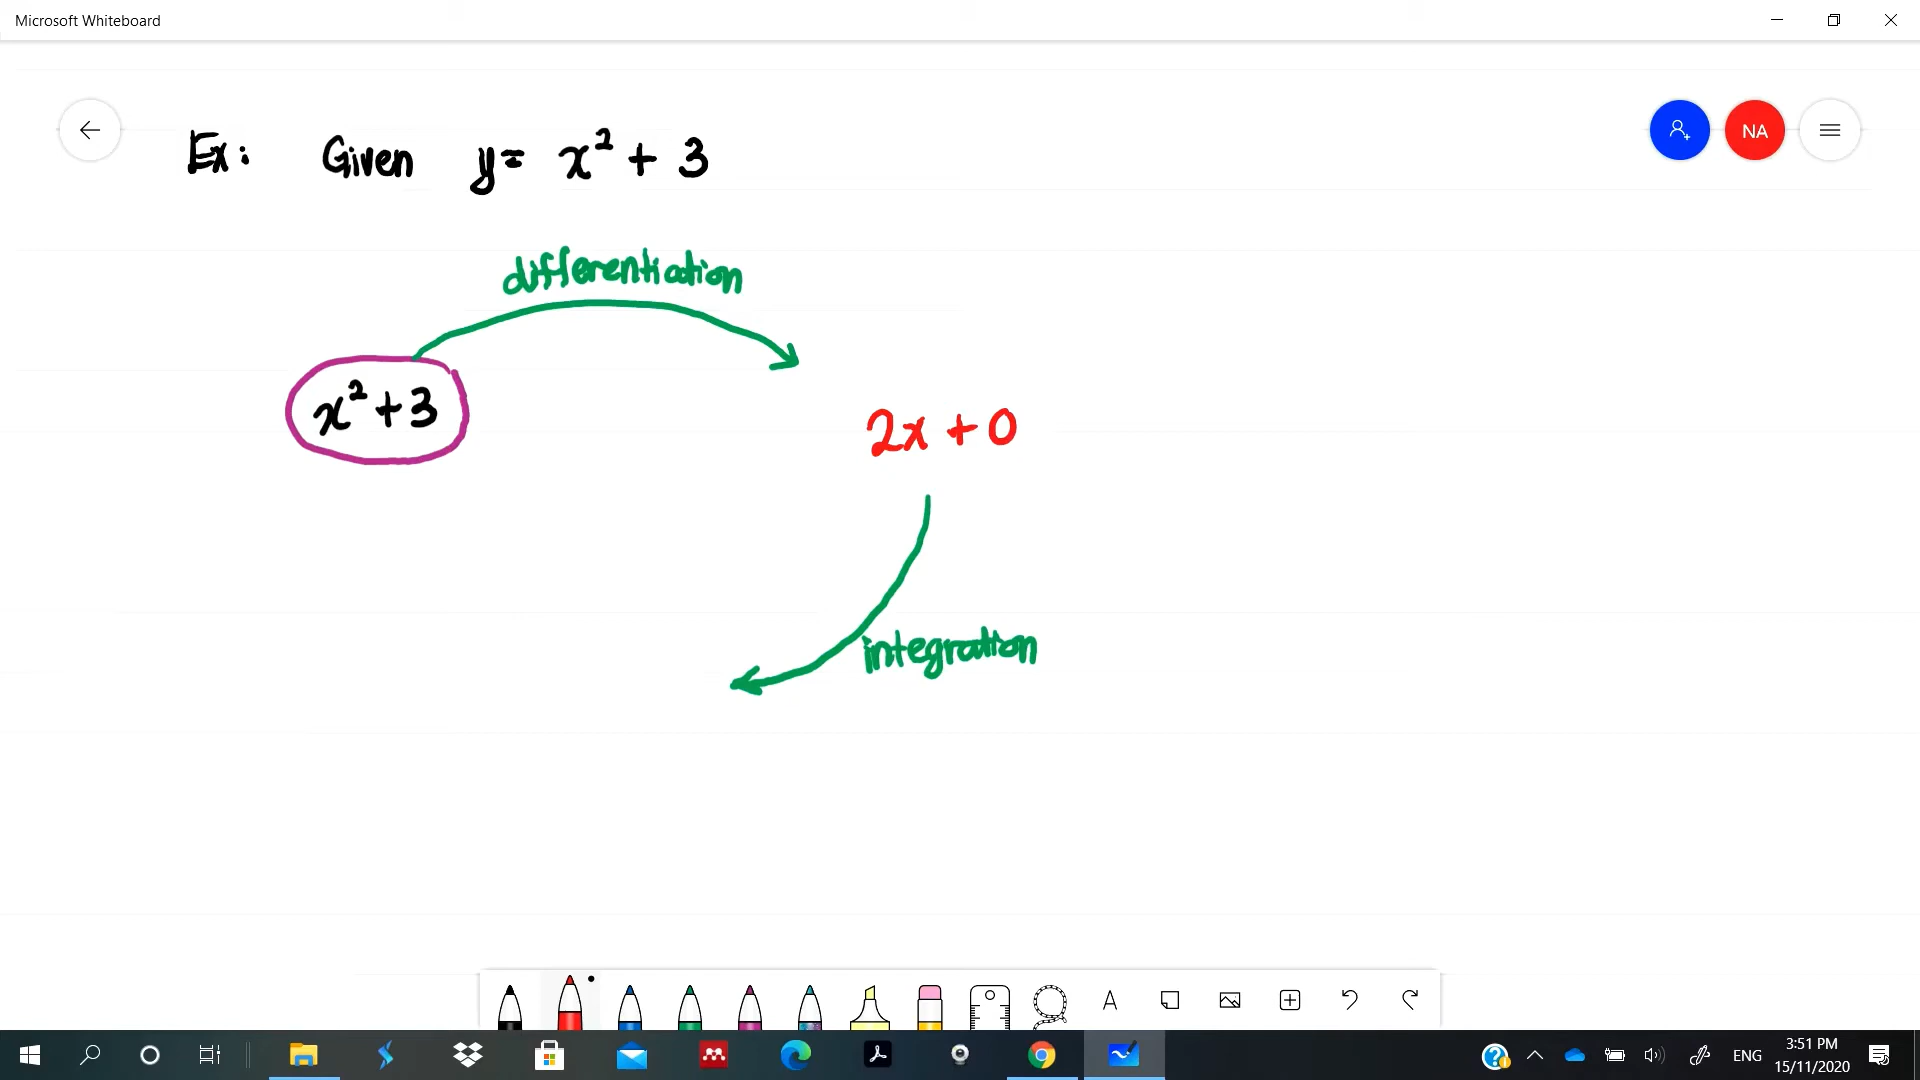 Microsoft Whiteboard
NA
Ex: Given y = x² + 3
differentiation
x² + 3
2x + 0
integration
A
ENG
3:51 PM
15/11/2020